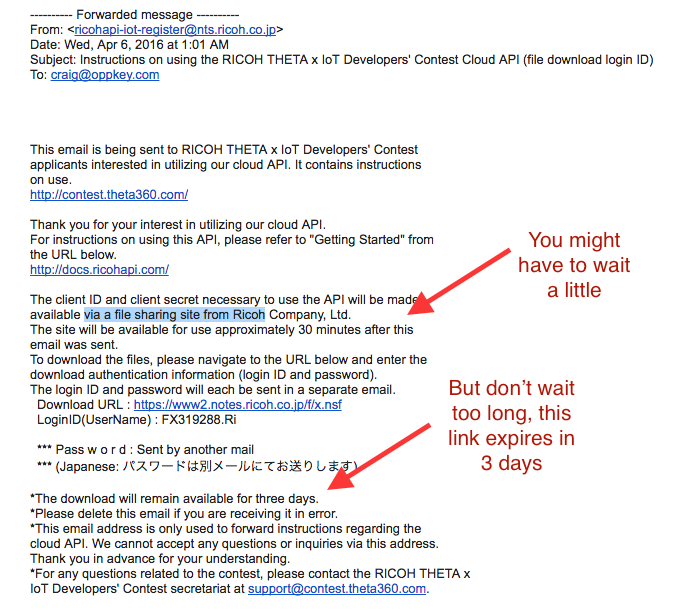 ---------- Forwarded message ----------
From: <ricohapi-iot-register@nts.ricoh.co.jp>
Date: Wed, Apr 6, 2016 at 1:01 AM
Subject: Instructions on using the RICOH THETA x IoT Developers' Contest Cloud API (file download login ID)
To: craig@oppkey.com
This email is being sent to RICOH THETA x IoT Developers' Contest
applicants interested in utilizing our cloud API. It contains instructions
on use.
http://contest.theta360.com/
Thank you for your interest in utilizing our cloud API.
For instructions on using this API, please refer to "Getting Started" from
the URL below.
http://docs.ricohapi.com/
The client ID and client secret necessary to use the API will be made
available via a file sharing site from Ricoh Company, Ltd.
The site will be available for use approximately 30 minutes after this
email was sent.
To download the files, please navigate to the URL below and enter the
download authentication information (login ID and password).
The login ID and password will each be sent in a separate email.
Download URL : https://www2.notes.ricoh.co.jp/f/x.nsf
LoginID(UserName) : FX319288.Ri
*** Pass w o r d : Sent by another mail
*** (Japanese: パスワードは別メールにてお送りします)
*The download will remain available for three days.
*Please delete this email if you are receiving it in error.
*This email address is only used to forward instructions regarding the
cloud API. We cannot accept any questions or inquiries via this address.
Thank you in advance for your understanding.
*For any questions related to the contest, please contact the RICOH THETA x
IoT Developers' Contest secretariat at support@contest.theta360.com.
You might
have to wait
a little
But don't wait
too long, this
link expires in
3 days